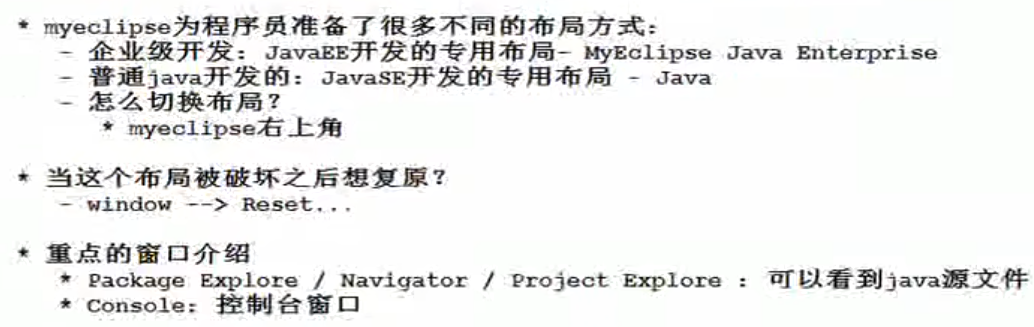 * myeclipse为程序员准备了很多不同的布局方式：
- 企业级开发：JavaEE开发的专用布局- MyEclipse Java Enterprise
- 普通java开发的：JavaSE开发的专用布局 - Java
- 怎么切换布局？
* myeclipse右上角
* 当这个布局被破坏之后想复原？
- window --> Reset...
* 重点的窗口介绍
* Package Explore / Navigator / Project Explore : 可以看到java源文件
* Console：控制台窗口